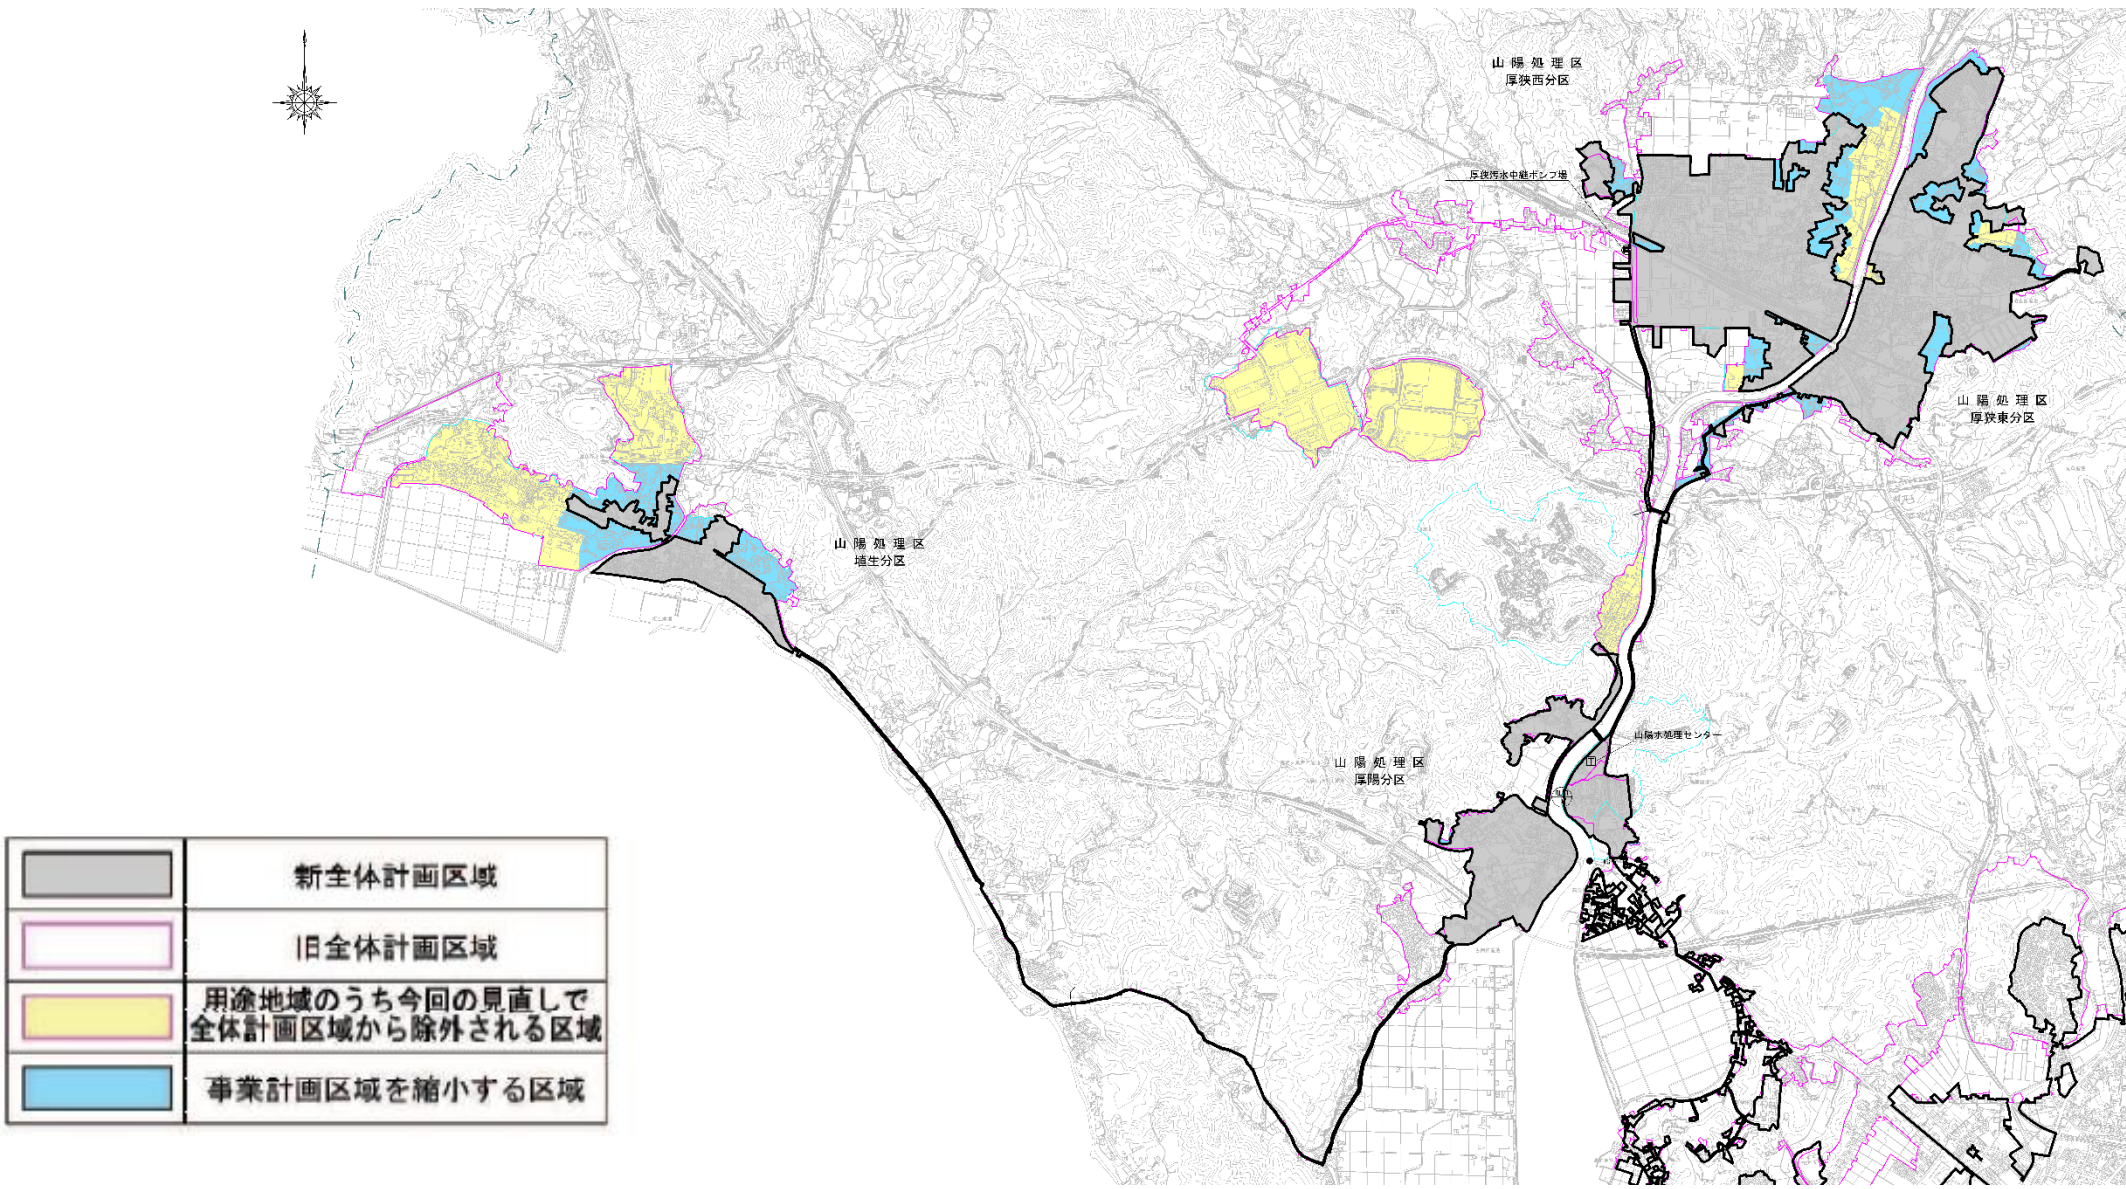 山陽処理区
厚狭西分区
厚狭汚水中継ポンプ場
山陽処理区
厚狭東分区
山陽処理区
埴生分区
山陽水処理センター
山陽処理区
厚陽分区
新全体計画区域
旧全体計画区域
用途地域のうち今回の見直しで
全体計画区域から除外される区域
事業計画区域を縮小する区域